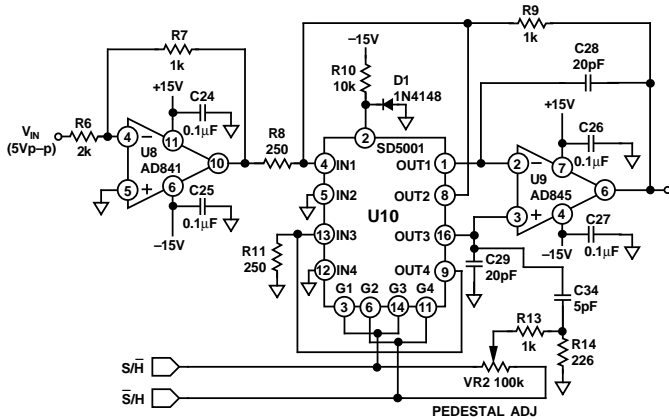 R9
1k
C28
20pF
R7
1k
–15V
R10
10k
D1
1N4148
+15V
C24
0.1µF
VIN
(5Vp–p)
R6
2k
4
–
11
U8
AD841
10
5
+
6
C25
0.1µF
–15V
R8
250
2
SD5001
4 IN1
OUT1 1
5 IN2
OUT2 8
U10
13 IN3
OUT3 16
12 IN4
OUT4 9
G1 G2 G3 G4
3 6 14 11
R11
250
+15V
C26
0.1µF
2
–
7
U9
AD845
6
3
+
4
C27
0.1µF
–15V
C29
20pF
C34
5pF
R13
1k
R14
226
S/H̅
S̅/H
VR2 100k
PEDESTAL ADJ